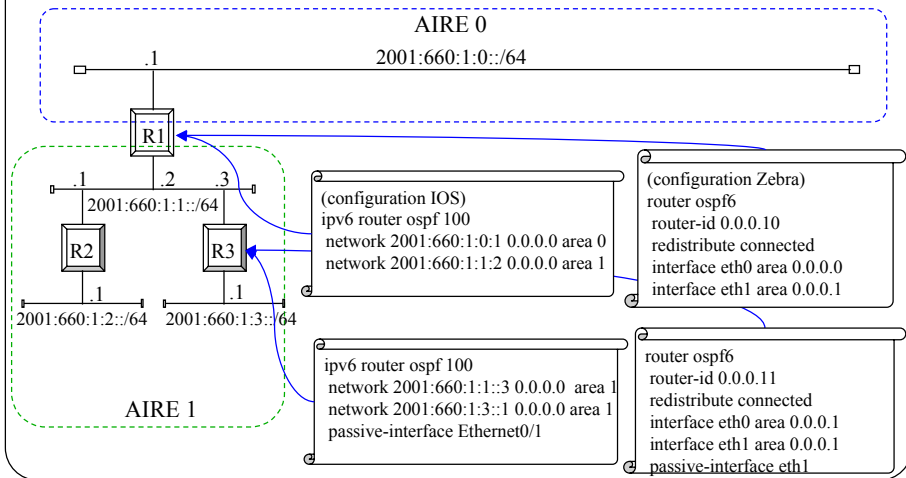 AIRE 0
2001:660:1:0::/64
.1
R1
.1
.2
.3
2001:660:1:1::/64
R2
R3
.1
.1
2001:660:1:2::/64
2001:660:1:3::/64
AIRE 1
(configuration IOS)
ipv6 router ospf 100
network 2001:660:1:0:1 0.0.0.0 area 0
network 2001:660:1:1:2 0.0.0.0 area 1
(configuration Zebra)
router ospf6
router-id 0.0.0.10
redistribute connected
interface eth0 area 0.0.0.0
interface eth1 area 0.0.0.1
ipv6 router ospf 100
network 2001:660:1:1::3 0.0.0.0 area 1
network 2001:660:1:3::1 0.0.0.0 area 1
passive-interface Ethernet0/1
router ospf6
router-id 0.0.0.11
redistribute connected
interface eth0 area 0.0.0.1
interface eth1 area 0.0.0.1
passive-interface eth1